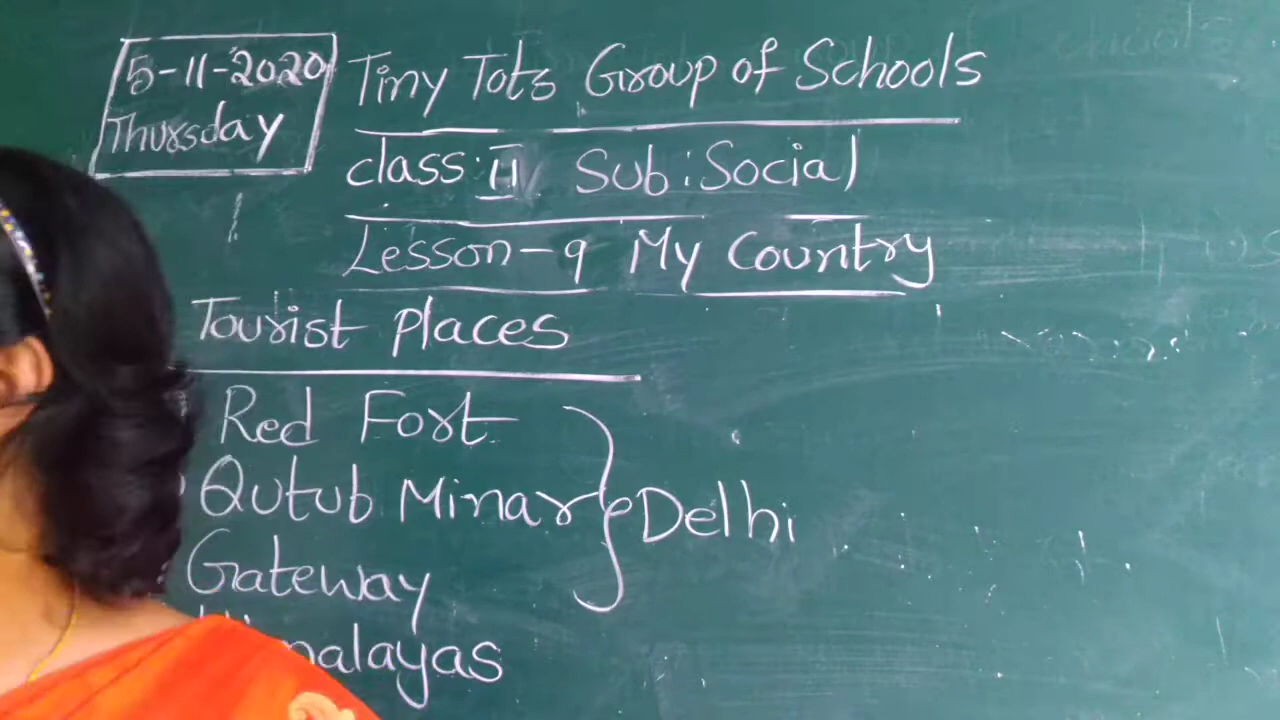 5-11-2020
Thursday
Tiny Tots Group of Schools
class: II Sub: Social
Lesson-9 My Country
Tourist places
Red Fort
Qutub Minar
Delhi
Gateway
Himalayas